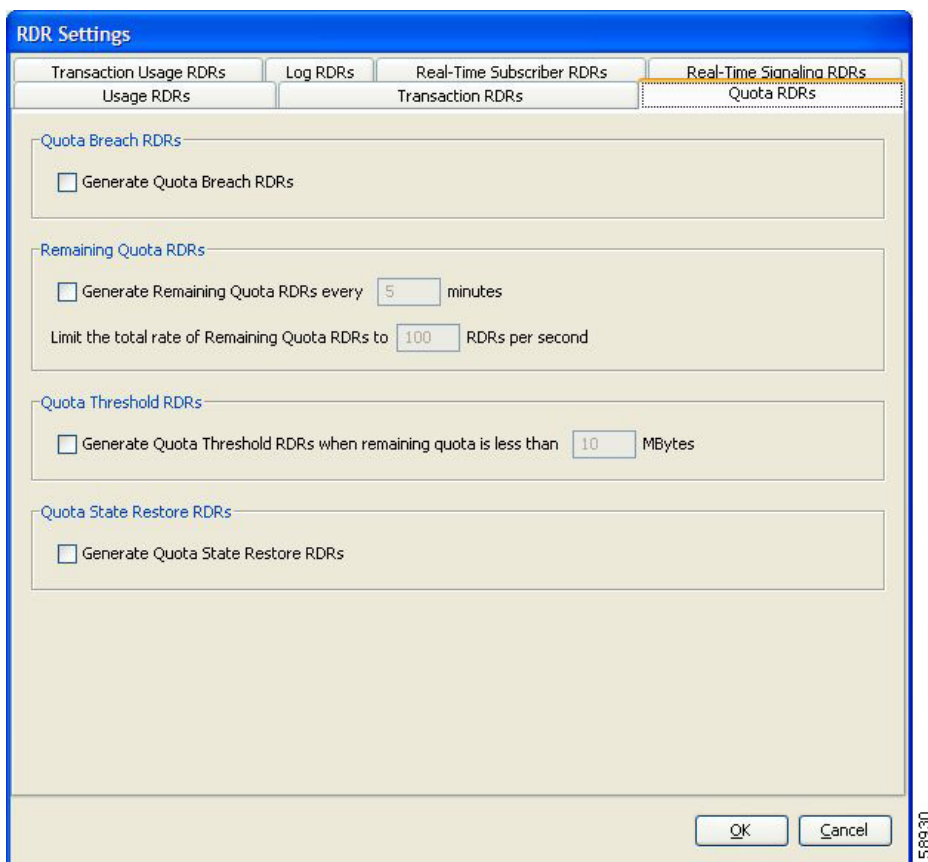 RDR Settings
Transaction Usage RDRs
Log RDRs
Real-Time Subscriber RDRs
Real-Time Signaling RDRs
Usage RDRs
Transaction RDRs
Quota RDRs
Quota Breach RDRs
Generate Quota Breach RDRs
Remaining Quota RDRs
Generate Remaining Quota RDRs every 5 minutes
Limit the total rate of Remaining Quota RDRs to 100 RDRs per second
Quota Threshold RDRs
Generate Quota Threshold RDRs when remaining quota is less than 10 MBytes
Quota State Restore RDRs
Generate Quota State Restore RDRs
OK
Cancel
58930